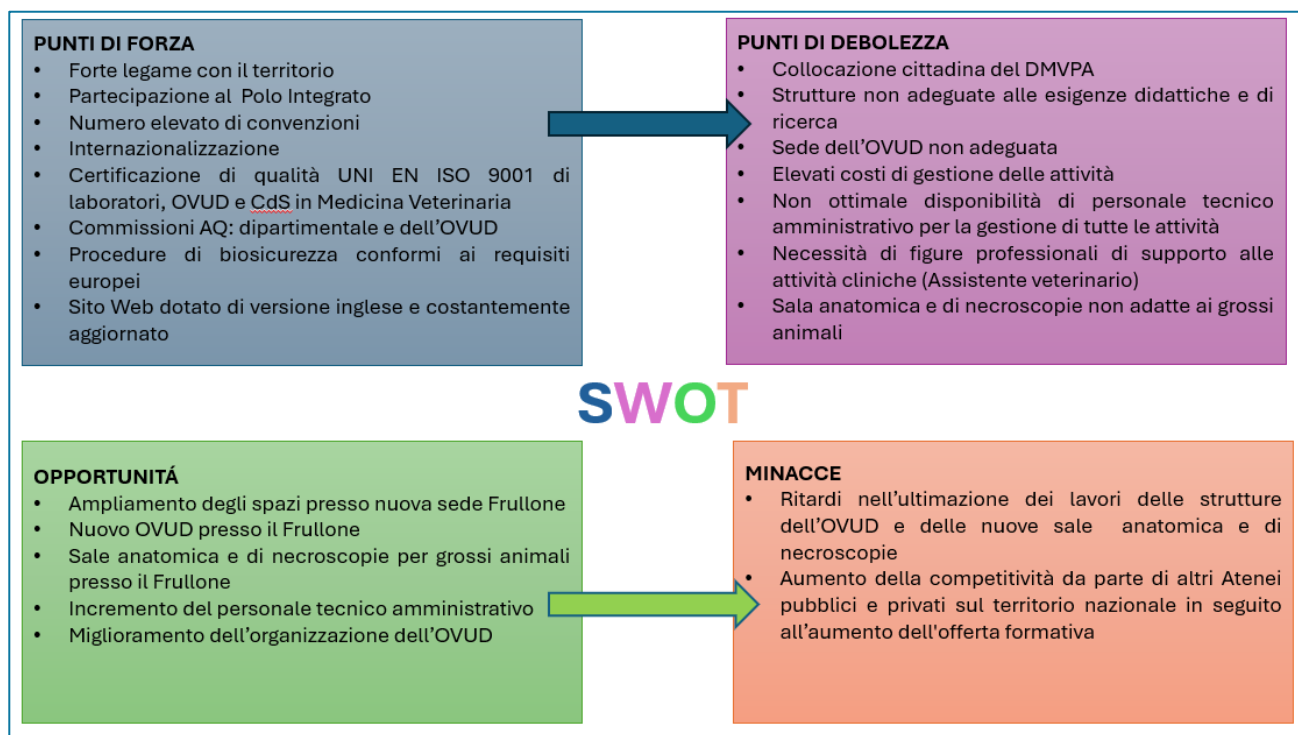 PUNTI DI FORZA
• Forte legame con il territorio
• Partecipazione al Polo Integrato
• Numero elevato di convenzioni
• Internazionalizzazione
• Certificazione di qualità UNI EN ISO 9001 di
laboratori, OVUD e CdS in Medicina Veterinaria
• Commissioni AQ: dipartimentale e dell'OVUD
• Procedure di biosicurezza conformi ai requisiti
europei
• Sito Web dotato di versione inglese e costantemente
aggiornato
PUNTI DI DEBOLEZZA
• Collocazione cittadina del DMVPA
• Strutture non adeguate alle esigenze didattiche e di
ricerca
• Sede dell'OVUD non adeguata
• Elevati costi di gestione delle attività
• Non ottimale disponibilità di personale tecnico
amministrativo per la gestione di tutte le attività
• Necessità di figure professionali di supporto alle
attività cliniche (Assistente veterinario)
• Sala anatomica e di necroscopie non adatte ai grossi
animali
SWOT
OPPORTUNITÁ
• Ampliamento degli spazi presso nuova sede Frullone
• Nuovo OVUD presso il Frullone
• Sale anatomica e di necroscopie per grossi animali
presso il Frullone
• Incremento del personale tecnico amministrativo
• Miglioramento dell'organizzazione dell'OVUD
MINACCE
• Ritardi nell'ultimazione dei lavori delle strutture
dell'OVUD e delle nuove sale anatomica e di
necroscopie
• Aumento della competitività da parte di altri Atenei
pubblici e privati sul territorio nazionale in seguito
all'aumento dell'offerta formativa